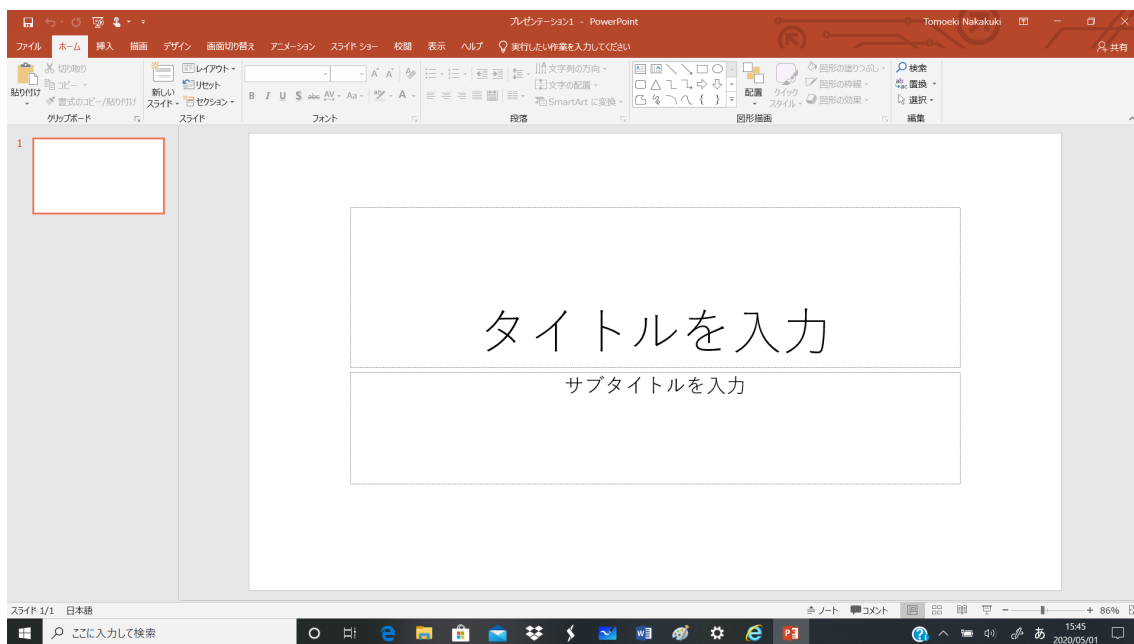 プレゼンテーション1 - PowerPoint
Tomoeki Nakakuki
ファイル ホーム 挿入 描画 デザイン 画面切り替え アニメーション スライド ショー 校閲 表示 ヘルプ 実行したい作業を入力してください 共有
貼り付け
切り取り
コピー
書式のコピー/貼り付け
クリップボード
新しい
スライド
レイアウト
リセット
セクション
スライド
B I U S abc AV Aa A
フォント
文字列の方向
文字の配置
SmartArt に変換
段落
配置
クイック
スタイル
図形の塗りつぶし
図形の枠線
図形の効果
図形描画
検索
置換
選択
編集
1
タイトルを入力
サブタイトルを入力
スライド 1/1 日本語
ノート コメント
86%
ここに入力して検索
あ
15:45
2020/05/01